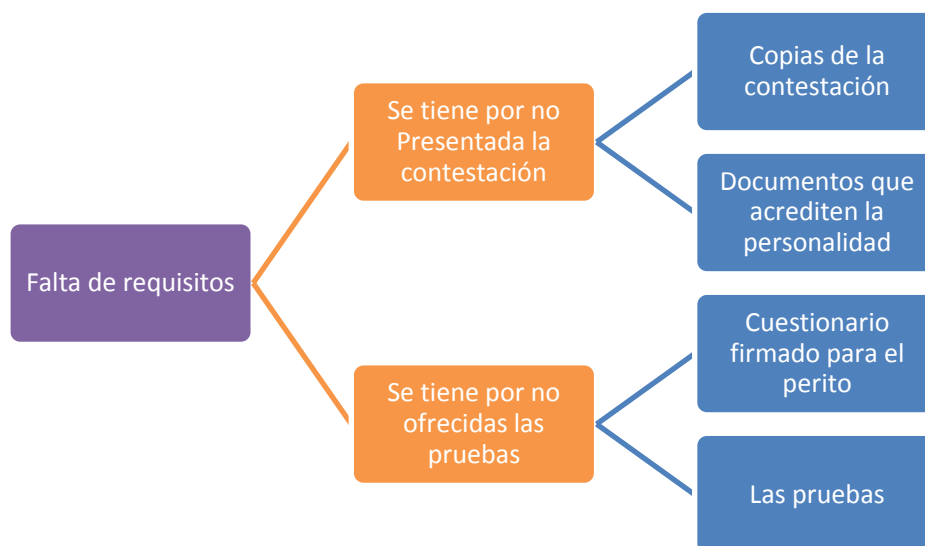 Falta de requisitos
Se tiene por no
Presentada la
contestación
Copias de la
contestación
Documentos que
acrediten la
personalidad
Se tiene por no
ofrecidas las
pruebas
Cuestionario
firmado para el
perito
Las pruebas